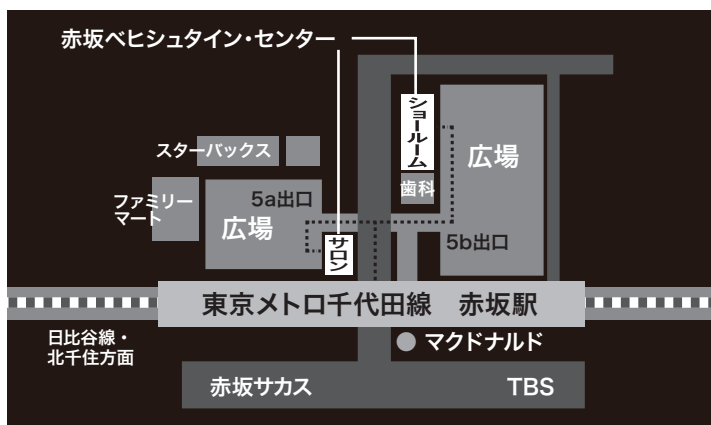 赤坂ベヒシュタイン・センター
ショールーム
スターバックス
広場
歯科
ファミリー
マート
5a出口
広場
サロン
5b出口
東京メトロ千代田線 赤坂駅
日比谷線・
北千住方面
マクドナルド
赤坂サカス
TBS